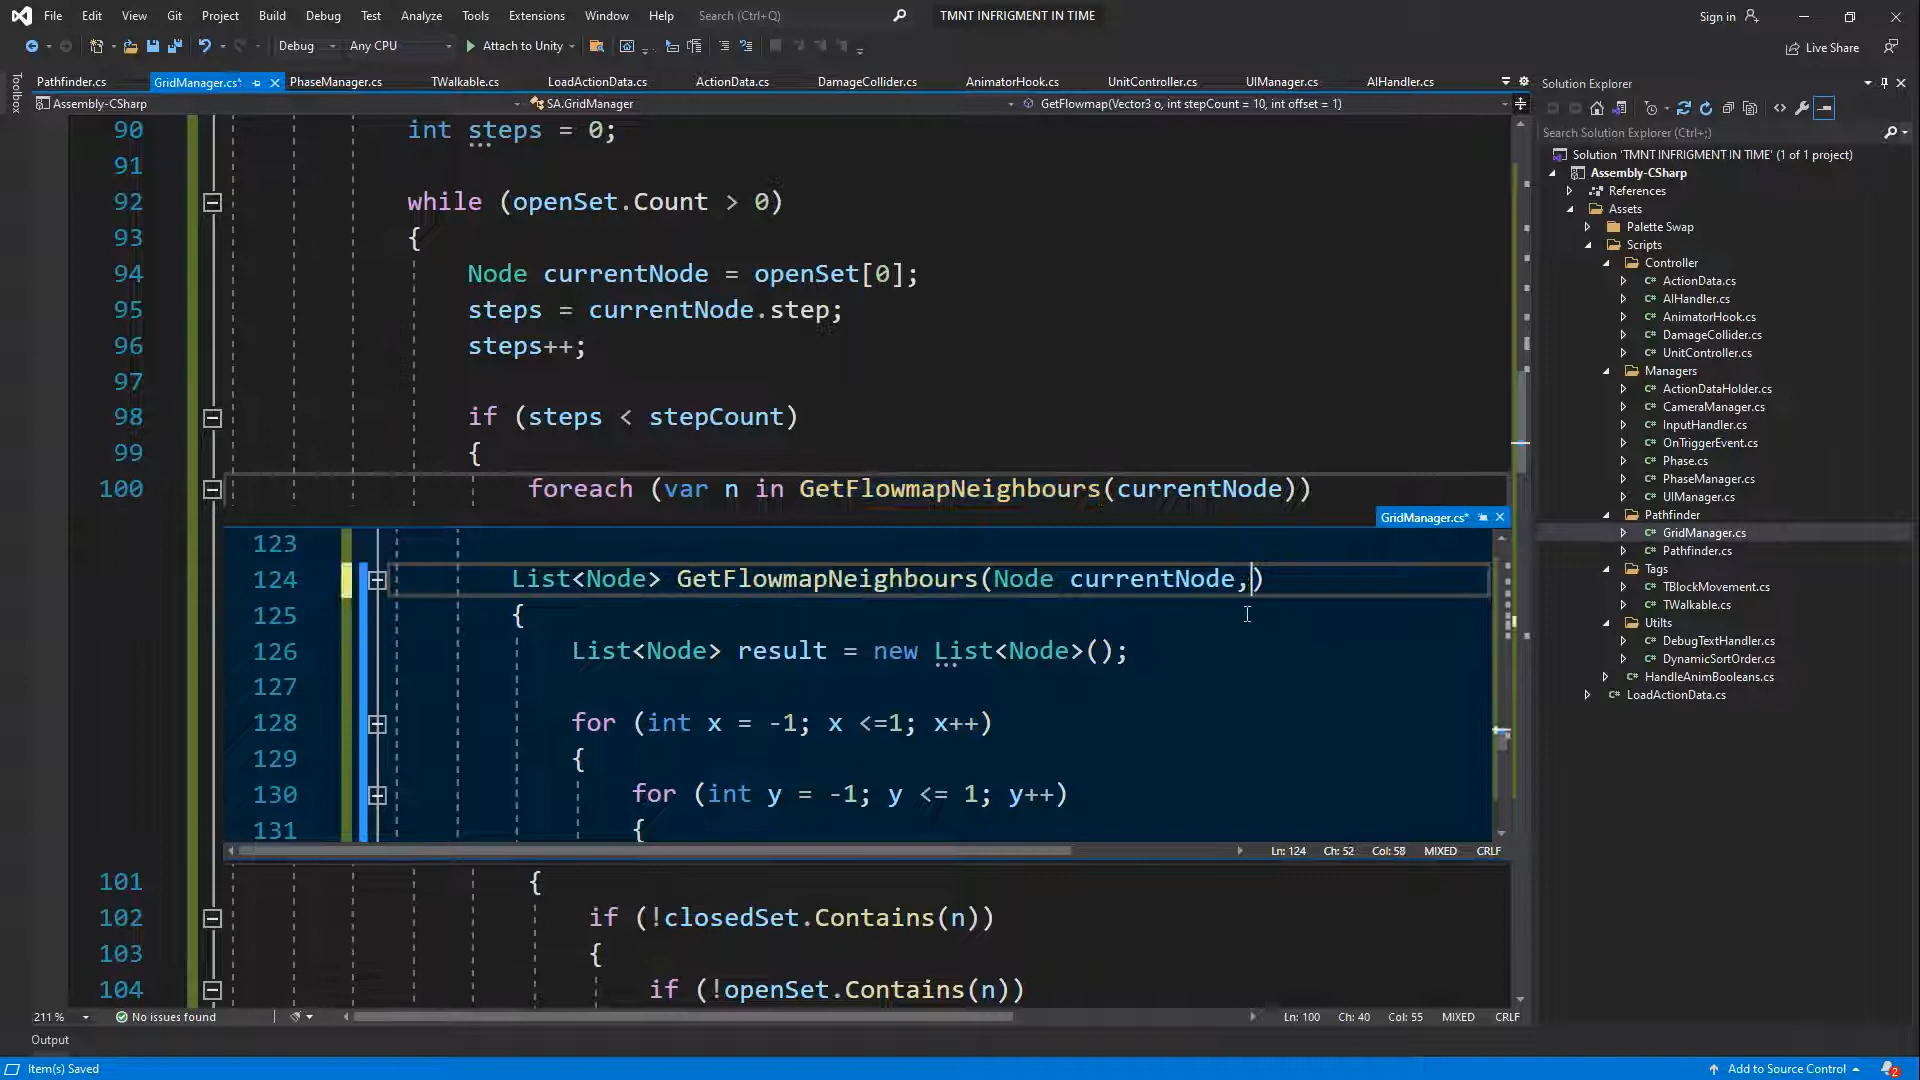 File Edit View Git Project Build Debug Test Analyze Tools Extensions Window Help Search (Ctrl+Q) TMNT INFRIGMENT IN TIME Sign in
Debug Any CPU Attach to Unity Live Share
Toolbox
Pathfinder.cs GridManager.cs* PhaseManager.cs TWalkable.cs LoadActionData.cs ActionData.cs DamageCollider.cs AnimatorHook.cs UnitController.cs UIManager.cs AIHandler.cs
Assembly-CSharp SA.GridManager GetFlowmap(Vector3 o, int stepCount = 10, int offset = 1)
90 int steps = 0;
91
92 while (openSet.Count > 0)
93 {
94 Node currentNode = openSet[0];
95 steps = currentNode.step;
96 steps++;
97
98 if (steps < stepCount)
99 {
100 foreach (var n in GetFlowmapNeighbours(currentNode))
GridManager.cs*
123
124 List<Node> GetFlowmapNeighbours(Node currentNode,)
125 {
126 List<Node> result = new List<Node>();
127
128 for (int x = -1; x <=1; x++)
129 {
130 for (int y = -1; y <= 1; y++)
131 {
Ln: 124 Ch: 52 Col: 58 MIXED CRLF
101 {
102 if (!closedSet.Contains(n))
103 {
104 if (!openSet.Contains(n))
211 % No issues found Ln: 100 Ch: 40 Col: 55 MIXED CRLF
Output
Item(s) Saved Add to Source Control 2
Solution Explorer
Search Solution Explorer (Ctrl+;)
Solution 'TMNT INFRIGMENT IN TIME' (1 of 1 project)
Assembly-CSharp
References
Assets
Palette Swap
Scripts
Controller
C# ActionData.cs
C# AIHandler.cs
C# AnimatorHook.cs
C# DamageCollider.cs
C# UnitController.cs
Managers
C# ActionDataHolder.cs
C# CameraManager.cs
C# InputHandler.cs
C# OnTriggerEvent.cs
C# Phase.cs
C# PhaseManager.cs
C# UIManager.cs
Pathfinder
C# GridManager.cs
C# Pathfinder.cs
Tags
C# TBlockMovement.cs
C# TWalkable.cs
Utilts
C# DebugTextHandler.cs
C# DynamicSortOrder.cs
C# HandleAnimBooleans.cs
C# LoadActionData.cs